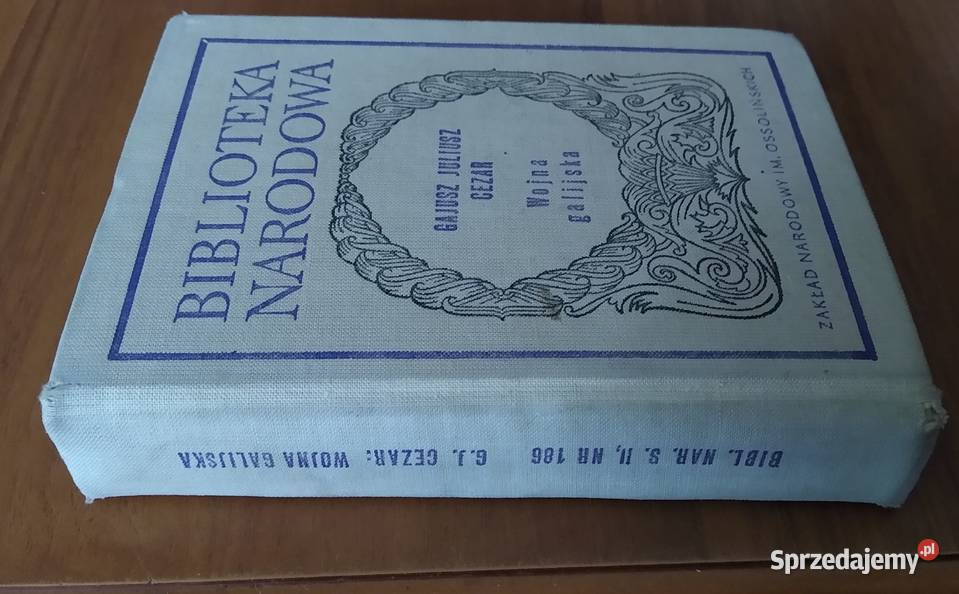 BIBLIOTEKA
NARODOWA
GAJUSZ JULIUSZ
CEZAR
Wojna
galijska
ZAKŁAD NARODOWY IM. OSSOLIŃSKICH
BIBL. NAR. S. II, NR 186 G.J. CEZAR: WOJNA GALIJSKA
Sprzedajemy.pl